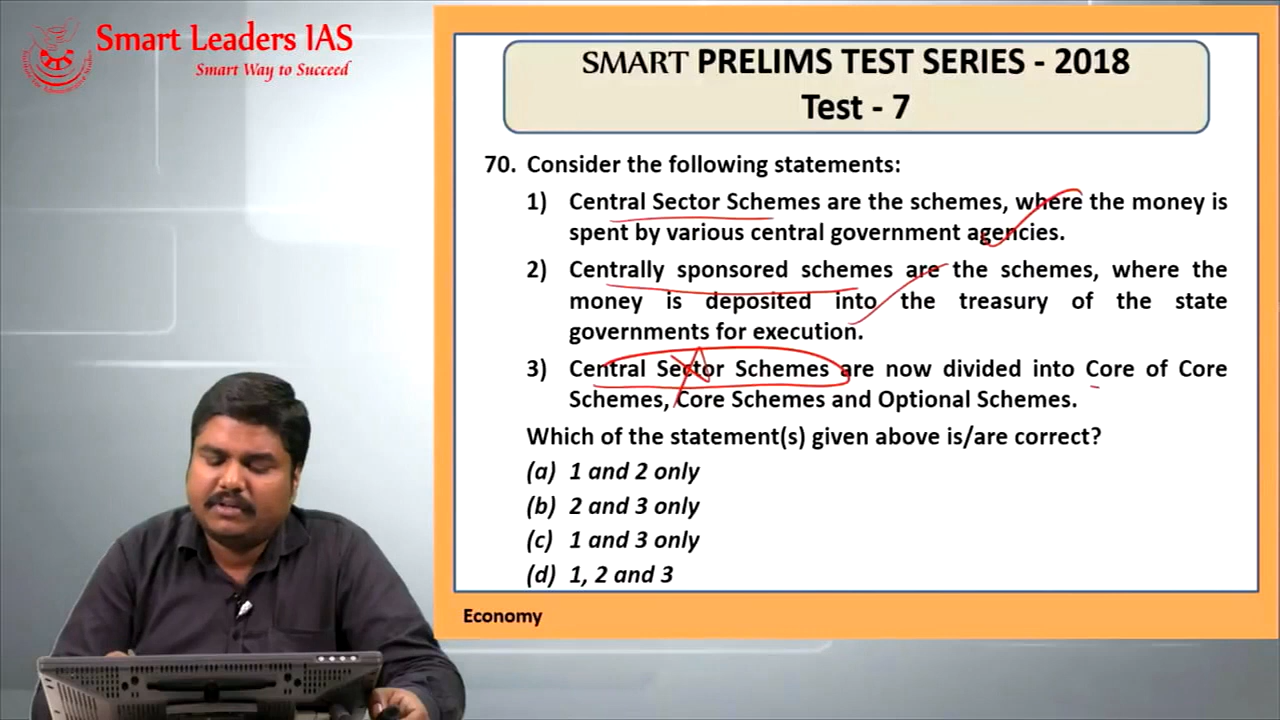 Smart Leaders IAS
Smart Way to Succeed
SMART PRELIMS TEST SERIES - 2018
Test - 7
70. Consider the following statements:
1) Central Sector Schemes are the schemes, where the money is
spent by various central government agencies.
2) Centrally sponsored schemes are the schemes, where the
money is deposited into the treasury of the state
governments for execution.
3) Central Sector Schemes are now divided into Core of Core
Schemes, Core Schemes and Optional Schemes.
Which of the statement(s) given above is/are correct?
(a) 1 and 2 only
(b) 2 and 3 only
(c) 1 and 3 only
(d) 1, 2 and 3
Economy